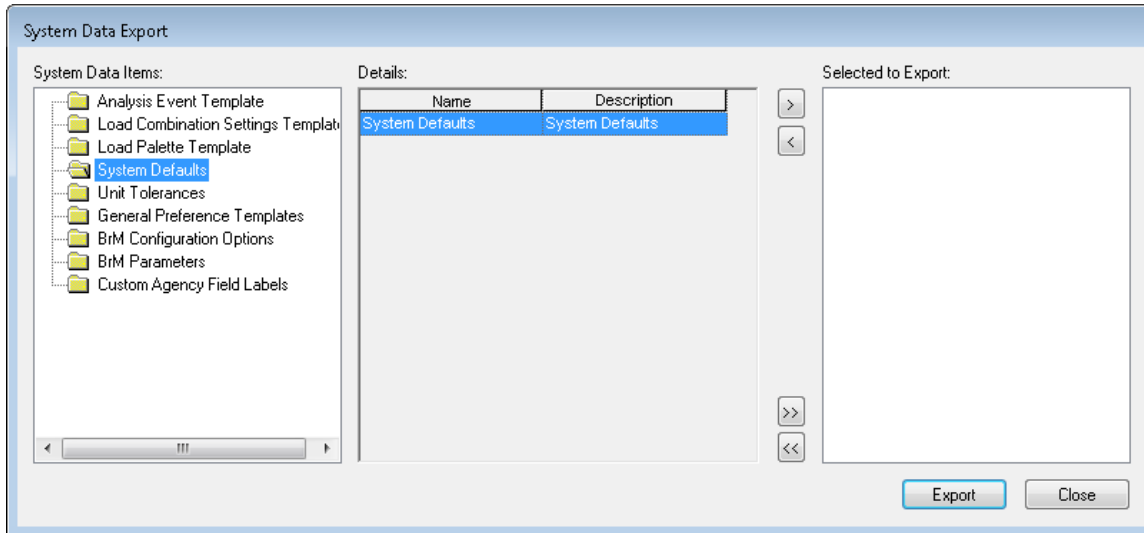 System Data Export
System Data Items:
Analysis Event Template
Load Combination Settings Templat
Load Palette Template
System Defaults
Unit Tolerances
General Preference Templates
BrM Configuration Options
BrM Parameters
Custom Agency Field Labels
Details:
Name Description
System Defaults System Defaults
>
<
>>
<<
Selected to Export:
Export Close